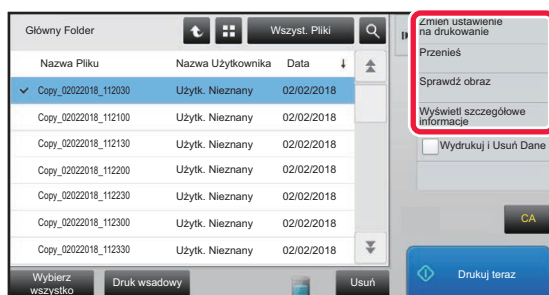 Główny Folder
Wszyst. Pliki
Nazwa Pliku Nazwa Użytkownika Data
Copy_02022018_112030 Użytk. Nieznany 02/02/2018
Copy_02022018_112100 Użytk. Nieznany 02/02/2018
Copy_02022018_112130 Użytk. Nieznany 02/02/2018
Copy_02022018_112200 Użytk. Nieznany 02/02/2018
Copy_02022018_112230 Użytk. Nieznany 02/02/2018
Copy_02022018_112300 Użytk. Nieznany 02/02/2018
Copy_02022018_112330 Użytk. Nieznany 02/02/2018
Wybierz
wszystko
Druk wsadowy
Usuń
Zmień ustawienie
na drukowanie
Przenieś
Sprawdź obraz
Wyświetl szczegółowe
informacje
Wydrukuj i Usuń Dane
CA
Drukuj teraz